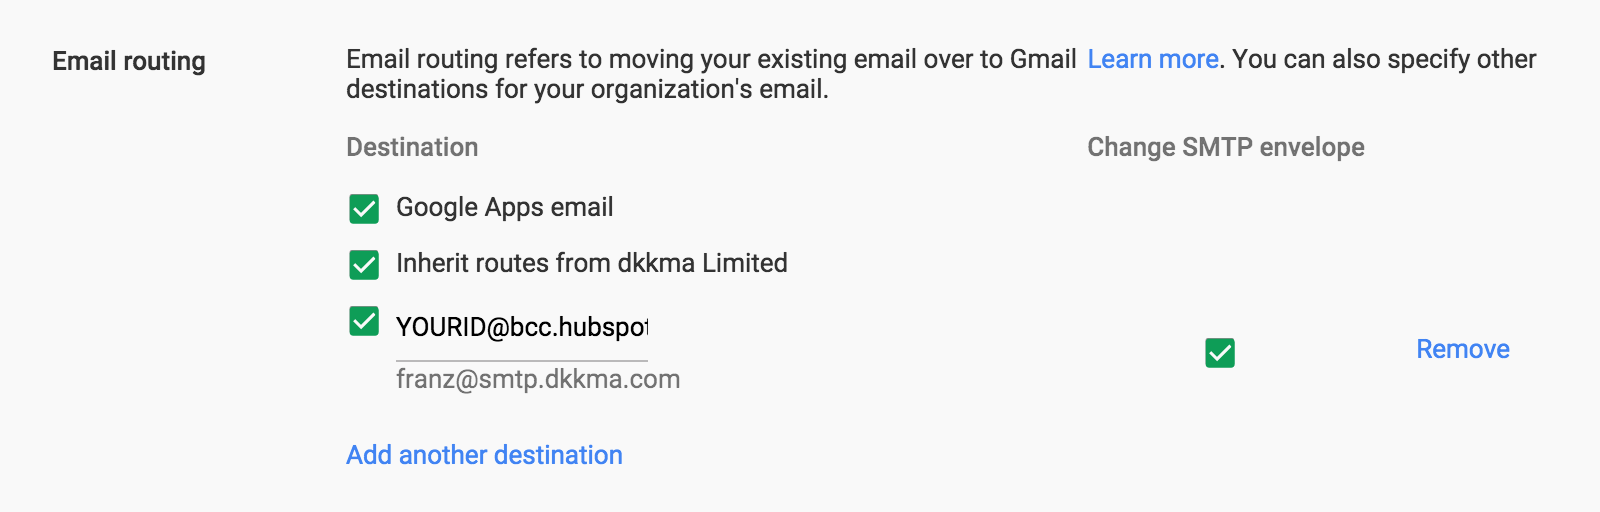 Email routing
Email routing refers to moving your existing email over to Gmail Learn more. You can also specify other
destinations for your organization's email.
Destination
Change SMTP envelope
Google Apps email
Inherit routes from dkkma Limited
YOURID@bcc.hubspot
Remove
franz@smtp.dkkma.com
Add another destination